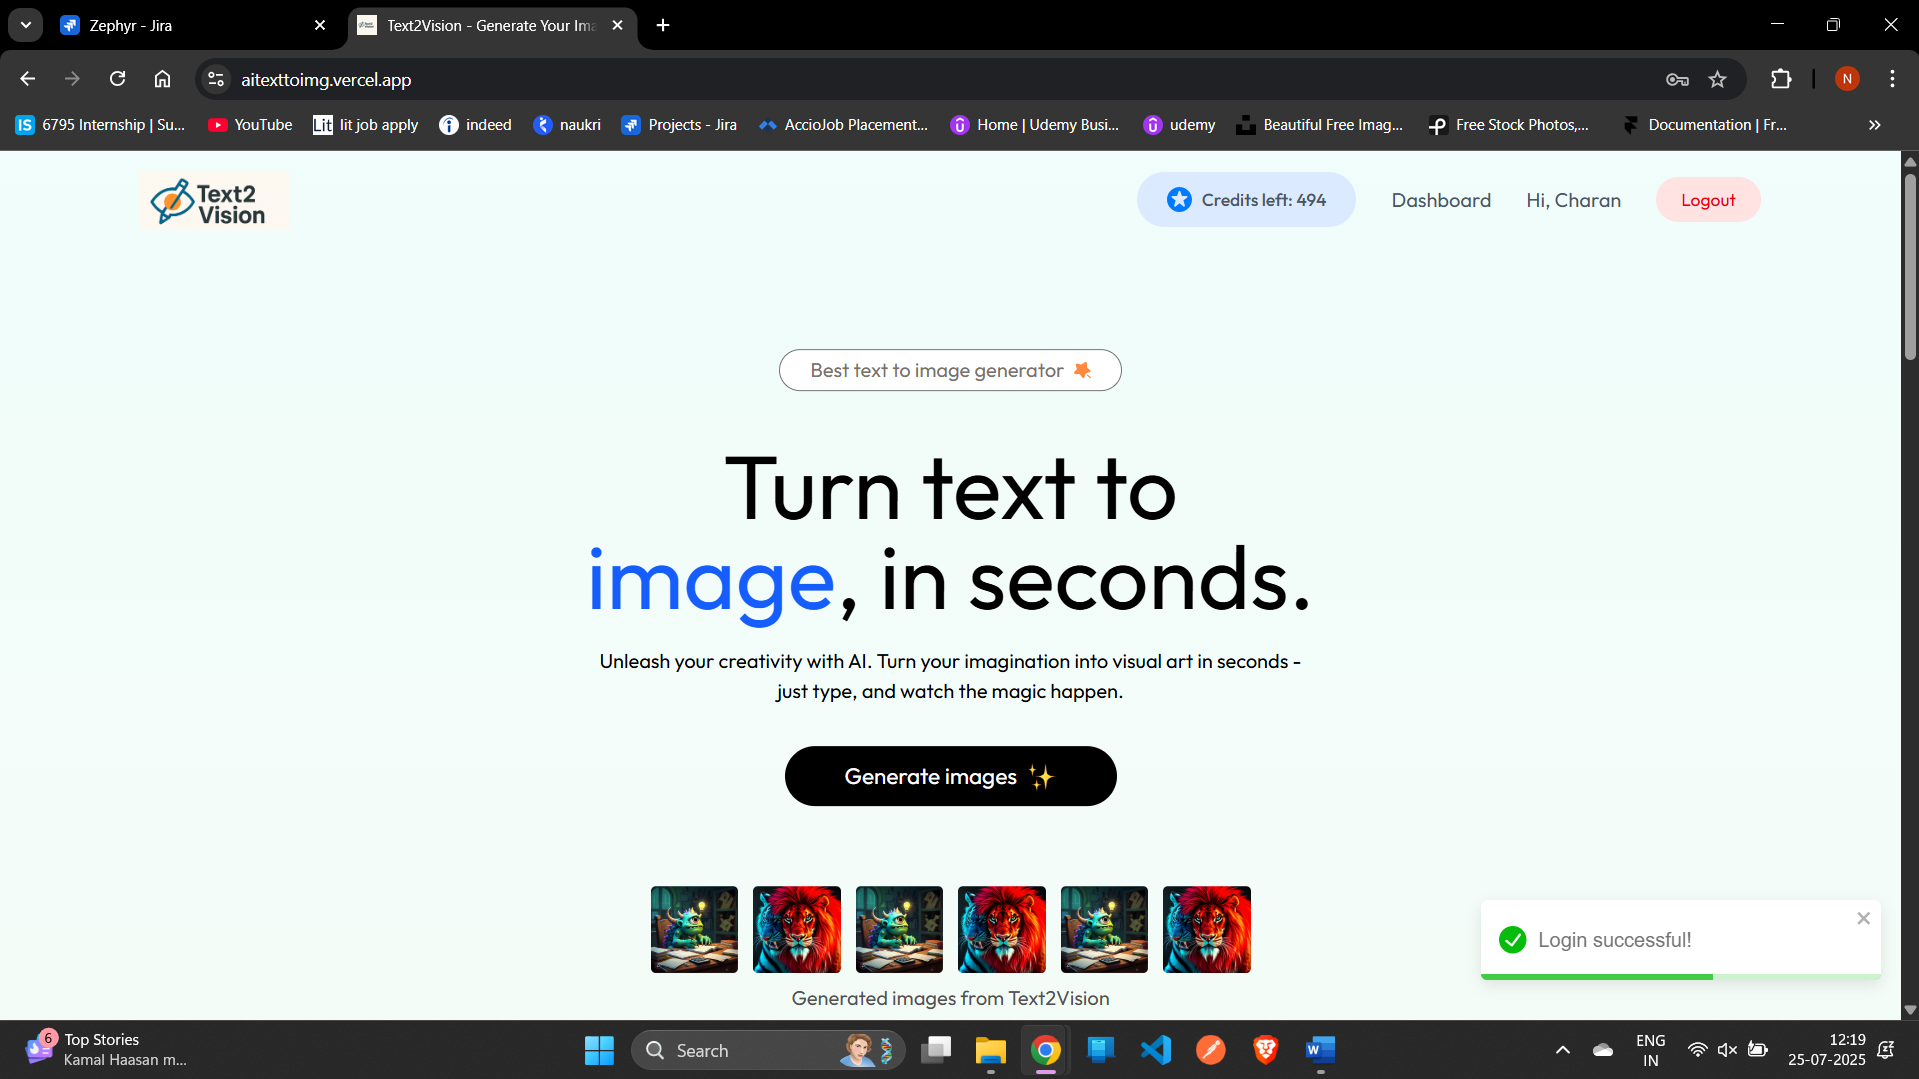 Zephyr - Jira
Text2Vision - Generate Your Ima
aitexttoimg.vercel.app
N
IS 6795 Internship | Su...
YouTube
Lit lit job apply
indeed
naukri
Projects - Jira
AccioJob Placement...
Home | Udemy Busi...
udemy
Beautiful Free Imag...
Free Stock Photos,...
Documentation | Fr...
Text2
Vision
Credits left: 494
Dashboard
Hi, Charan
Logout
Best text to image generator
Turn text to
image, in seconds.
Unleash your creativity with AI. Turn your imagination into visual art in seconds -
just type, and watch the magic happen.
Generate images
Generated images from Text2Vision
Login successful!
6
Top Stories
Kamal Haasan m...
Search
W
ENG
IN
12:19
25-07-2025